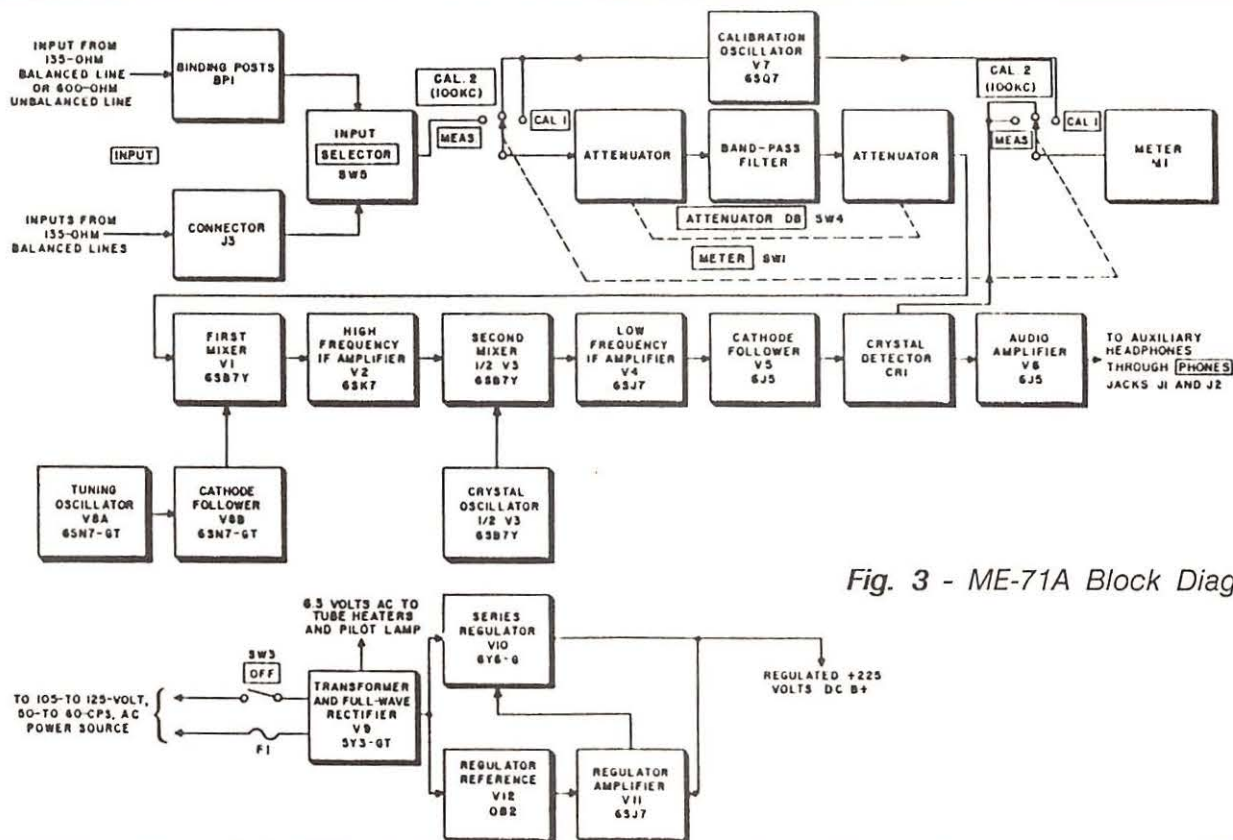 INPUT FROM
135-OHM
BALANCED LINE
OR 600-OHM
UNBALANCED LINE
BINDING POSTS
BP1
INPUT
INPUTS FROM
135-OHM
BALANCED LINES
CONNECTOR
J3
INPUT
SELECTOR
SW5
CAL. 2
(100KC)
MEAS
CAL 1
CALIBRATION
OSCILLATOR
V7
6SQ7
ATTENUATOR
BAND-PASS
FILTER
ATTENUATOR
ATTENUATOR DB SW4
METER SW1
CAL. 2
(100KC)
MEAS
CAL 1
METER
M1
FIRST
MIXER
V1
6SB7Y
HIGH
FREQUENCY
IF AMPLIFIER
V2
6SK7
SECOND
MIXER
1/2 V3
6SB7Y
LOW
FREQUENCY
IF AMPLIFIER
V4
6SJ7
CATHODE
FOLLOWER
V5
6J5
CRYSTAL
DETECTOR
CR1
AUDIO
AMPLIFIER
V6
6J5
TO AUXILIARY
HEADPHONES
THROUGH PHONES
JACKS J1 AND J2
TUNING
OSCILLATOR
V8A
6SN7-GT
CATHODE
FOLLOWER
V8B
6SN7-GT
CRYSTAL
OSCILLATOR
1/2 V3
6SB7Y
Fig. 3 - ME-71A Block Diag
6.3 VOLTS AC TO
TUBE HEATERS
AND PILOT LAMP
SW3
OFF
TO 105-TO 125-VOLT,
50-TO 60-CPS, AC
POWER SOURCE
F1
TRANSFORMER
AND FULL-WAVE
RECTIFIER
V9
5Y3-GT
SERIES
REGULATOR
V10
6Y6-G
REGULATOR
REFERENCE
V12
OB2
REGULATOR
AMPLIFIER
V11
6SJ7
REGULATED +225
VOLTS DC B+